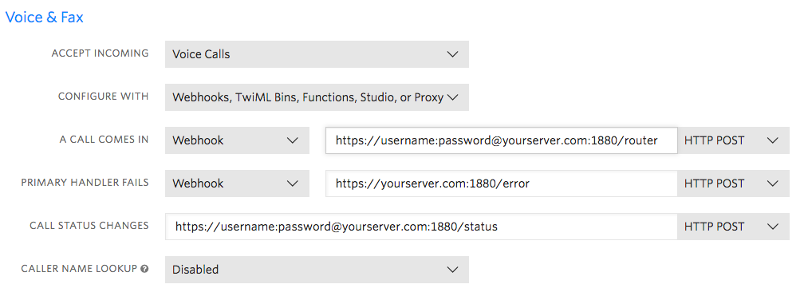 Voice & Fax
ACCEPT INCOMING Voice Calls
CONFIGURE WITH Webhooks, TwiML Bins, Functions, Studio, or Proxy
A CALL COMES IN Webhook https://username:password@yourserver.com:1880/router HTTP POST
PRIMARY HANDLER FAILS Webhook https://yourserver.com:1880/error HTTP POST
CALL STATUS CHANGES https://username:password@yourserver.com:1880/status HTTP POST
CALLER NAME LOOKUP ? Disabled